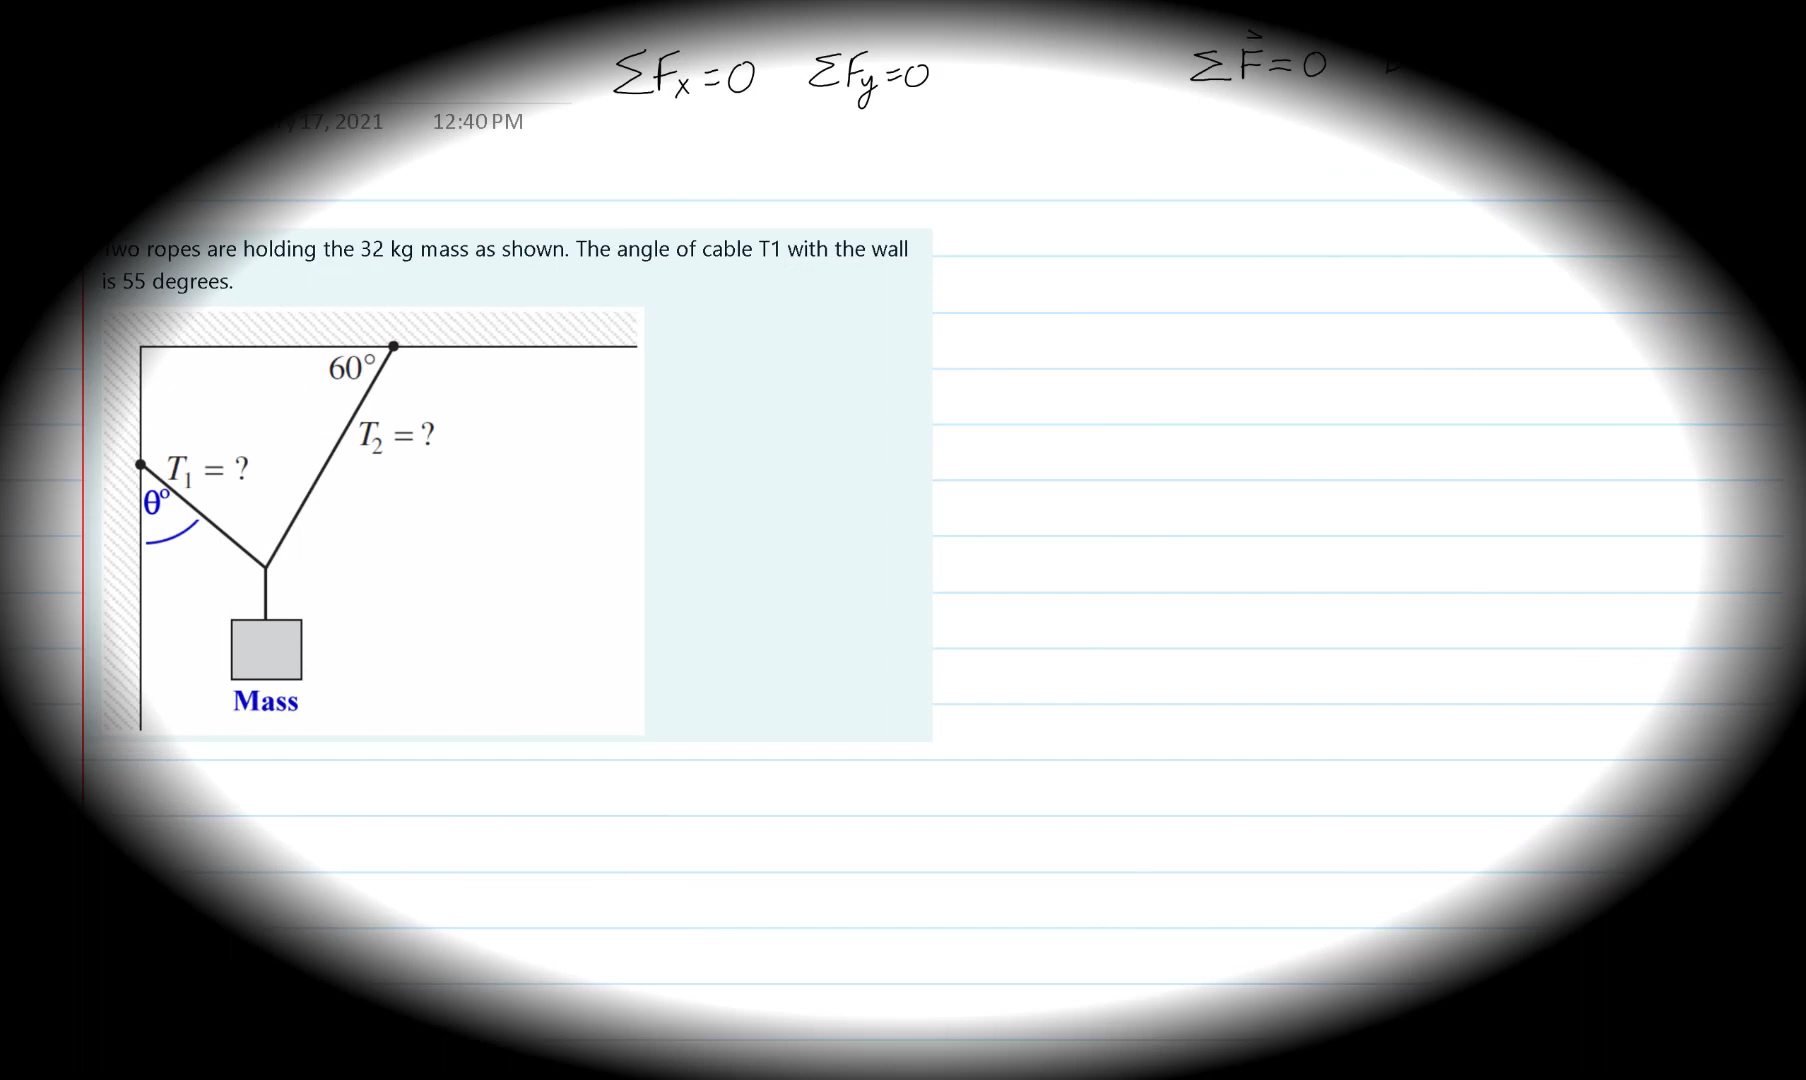 ΣFx=0 ΣFy=0 ΣF⃗=0
17, 2021 12:40 PM
Two ropes are holding the 32 kg mass as shown. The angle of cable T1 with the wall
is 55 degrees.
60°
T₂ = ?
T₁ = ?
θ°
Mass